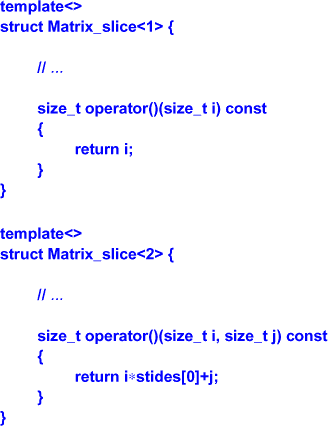 template<>
struct Matrix_slice<1> {
// ...
size_t operator()(size_t i) const
{
return i;
}
}
template<>
struct Matrix_slice<2> {
// ...
size_t operator()(size_t i, size_t j) const
{
return i∗stides[0]+j;
}
}